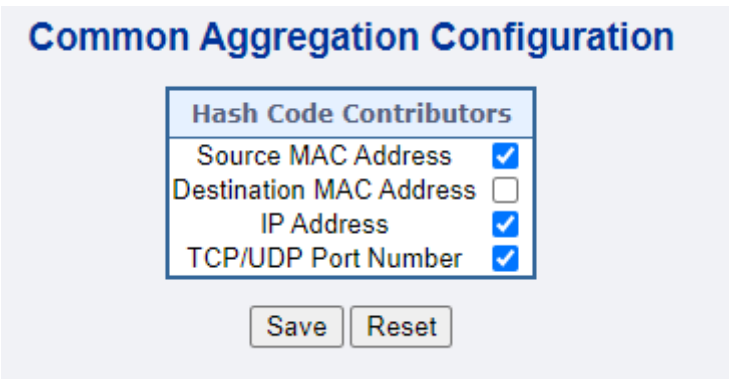 Common Aggregation Configuration
Hash Code Contributors
Source MAC Address
Destination MAC Address
IP Address
TCP/UDP Port Number
Save Reset